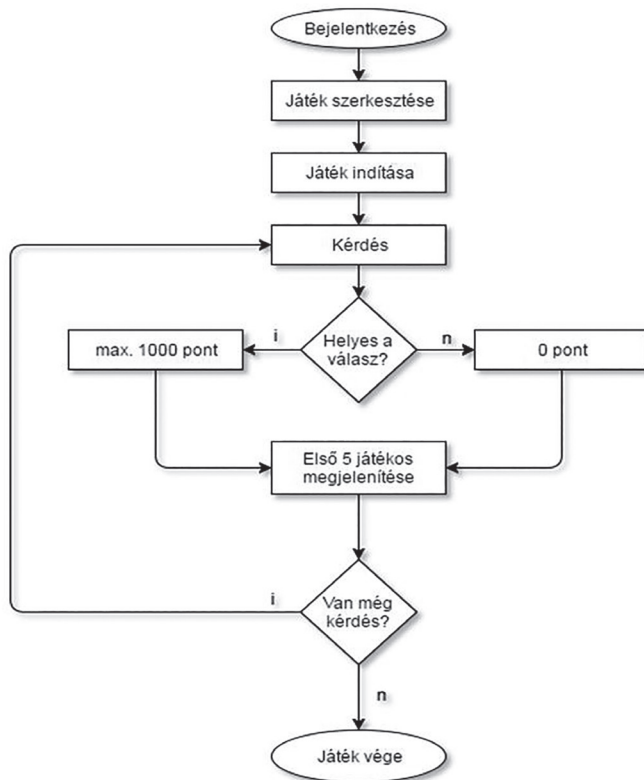 Bejelentkezés
Játék szerkesztése
Játék indítása
Kérdés
i
Helyes a
válasz?
n
max. 1000 pont
0 pont
Első 5 játékos
megjelenítése
i
Van még
kérdés?
n
Játék vége